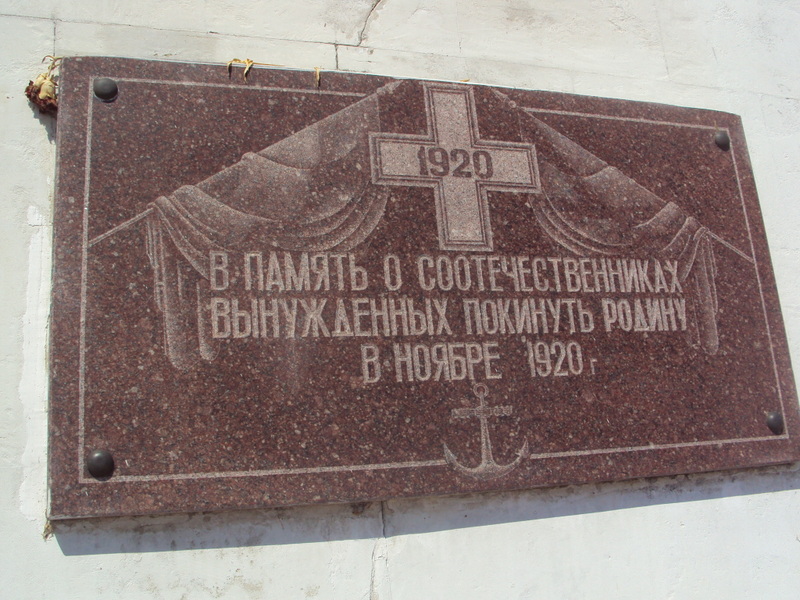 1920
В ПАМЯТЬ О СООТЕЧЕСТВЕННИКАХ
ВЫНУЖДЕННЫХ ПОКИНУТЬ РОДИНУ
В НОЯБРЕ 1920 г